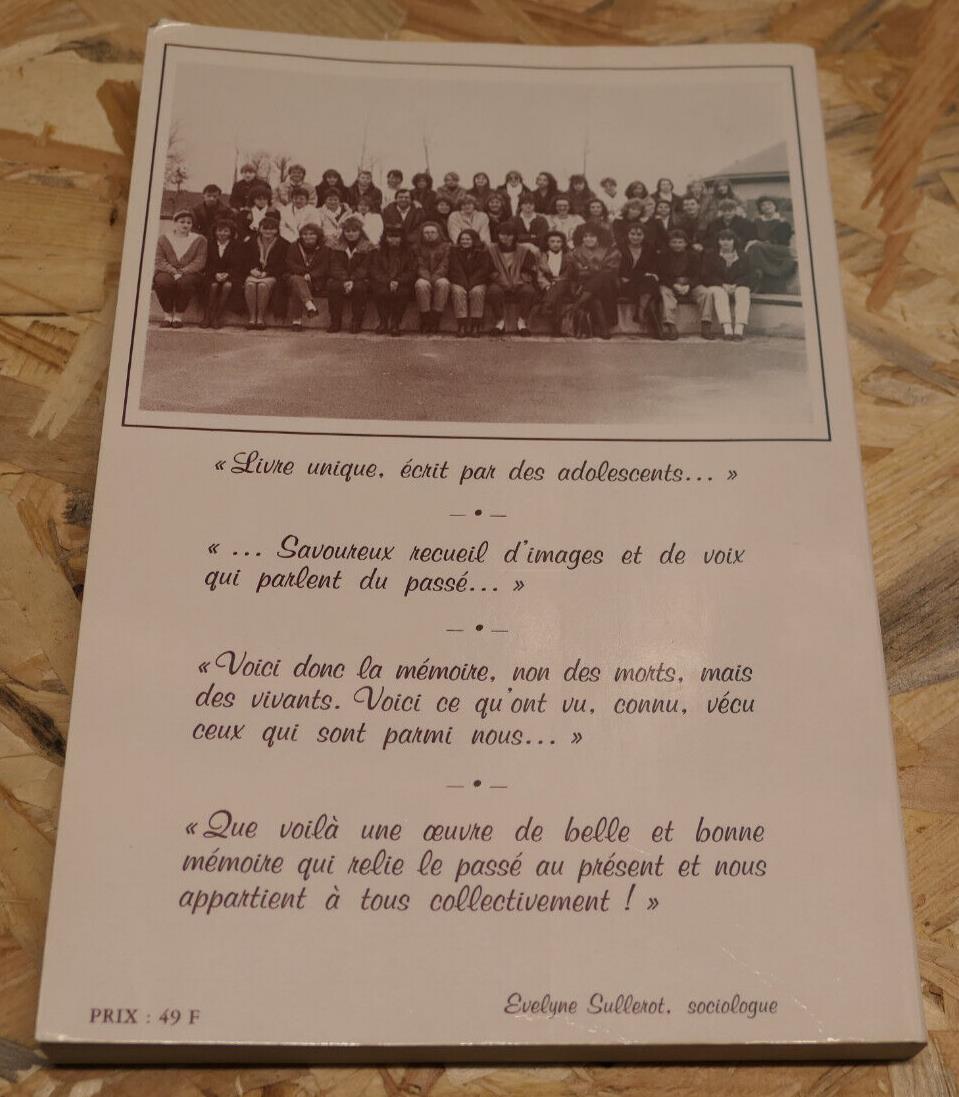 « Livre unique, écrit par des adolescents... »
— • —
« ... Savoureux recueil d'images et de voix
qui parlent du passé... »
— • —
« Voici donc la mémoire, non des morts, mais
des vivants. Voici ce qu'ont vu, connu, vécu
ceux qui sont parmi nous... »
— • —
« Que voilà une œuvre de belle et bonne
mémoire qui relie le passé au présent et nous
appartient à tous collectivement ! »
Evelyne Sullerot, sociologue
PRIX : 49 F